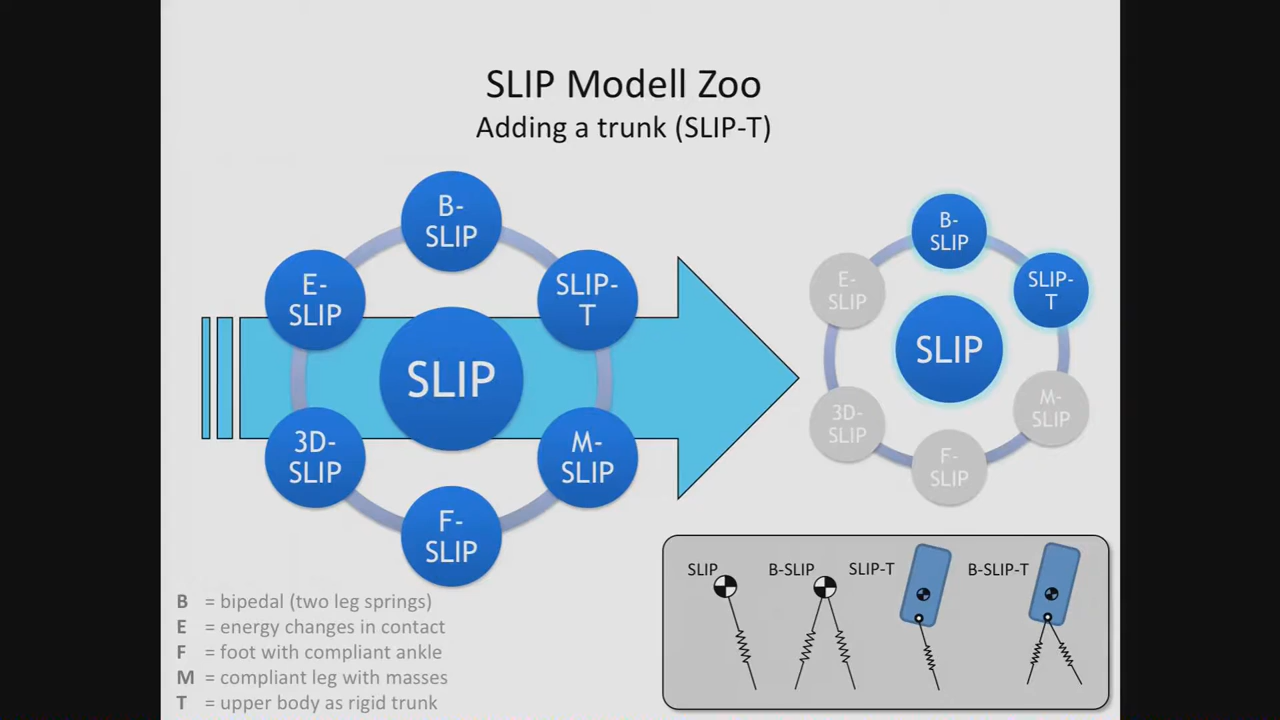 SLIP Modell Zoo
Adding a trunk (SLIP-T)
B-
SLIP
E-
SLIP
SLIP-
T
SLIP
3D-
SLIP
M-
SLIP
F-
SLIP
B-
SLIP
E-
SLIP
SLIP-
T
SLIP
3D-
SLIP
M-
SLIP
F-
SLIP
B = bipedal (two leg springs)
E = energy changes in contact
F = foot with compliant ankle
M = compliant leg with masses
T = upper body as rigid trunk
SLIP
B-SLIP
SLIP-T
B-SLIP-T